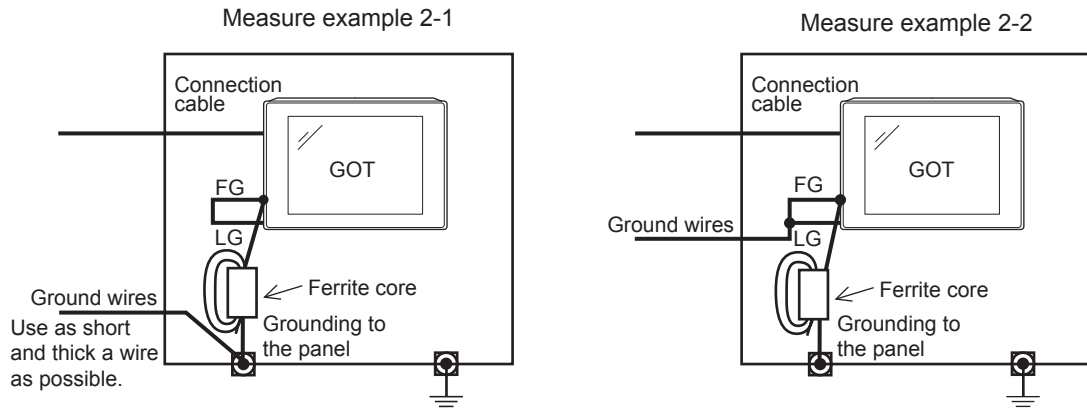 Measure example 2-1
Connection
cable
GOT
FG
LG
Ferrite core
Ground wires
Use as short
and thick a wire
as possible.
Grounding to
the panel
Measure example 2-2
Connection
cable
GOT
FG
Ground wires
LG
Ferrite core
Grounding to
the panel